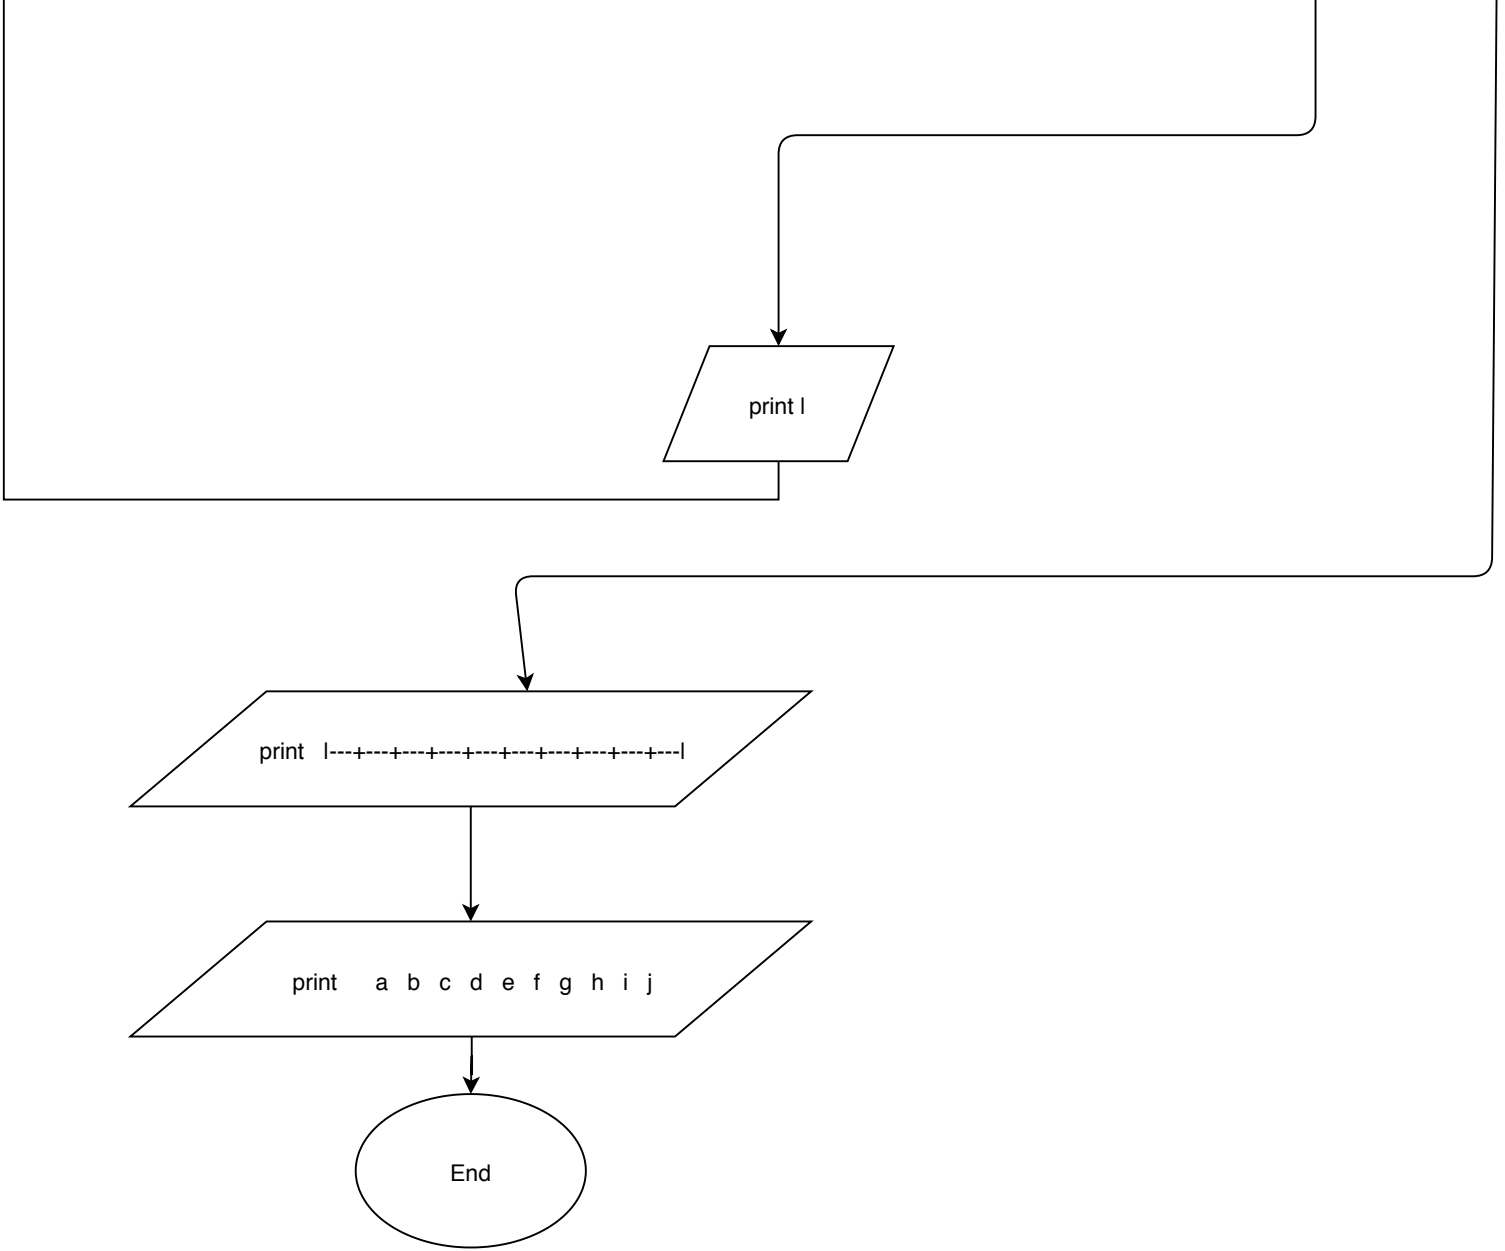 print l
print   l---+---+---+---+---+---+---+---+---+---l
print      a   b   c   d   e   f   g   h   i   j
End